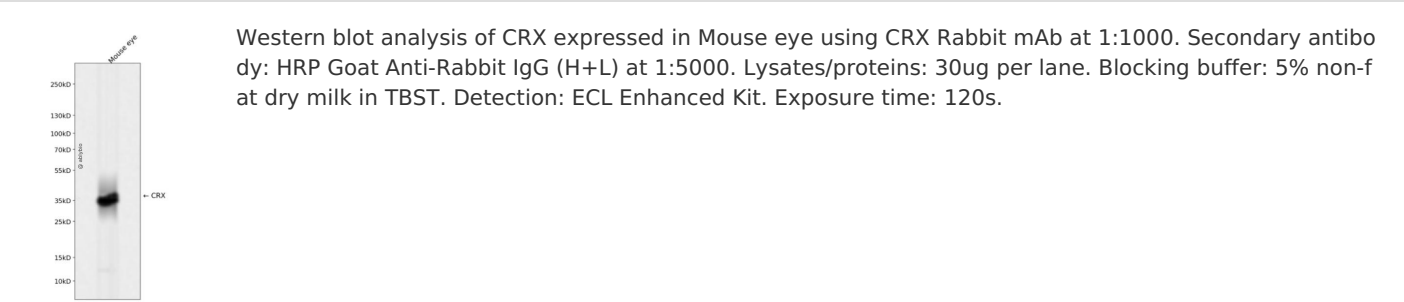 Mouse eye
Western blot analysis of CRX expressed in Mouse eye using CRX Rabbit mAb at 1:1000. Secondary antibo
dy: HRP Goat Anti-Rabbit IgG (H+L) at 1:5000. Lysates/proteins: 30ug per lane. Blocking buffer: 5% non-f
at dry milk in TBST. Detection: ECL Enhanced Kit. Exposure time: 120s.
250kD
130kD
100kD
70kD
55kD
35kD
← CRX
25kD
15kD
10kD
@ ablybio